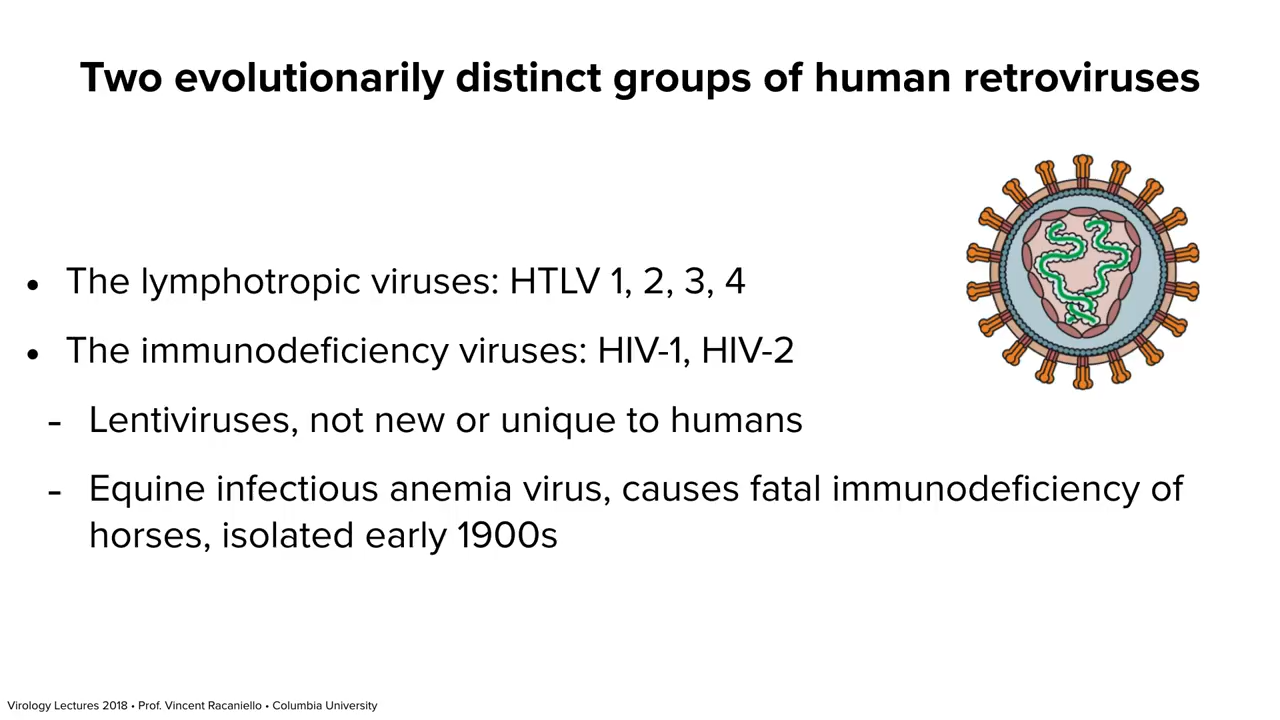 Two evolutionarily distinct groups of human retroviruses
• The lymphotropic viruses: HTLV 1, 2, 3, 4
• The immunodeficiency viruses: HIV-1, HIV-2
- Lentiviruses, not new or unique to humans
- Equine infectious anemia virus, causes fatal immunodeficiency of
horses, isolated early 1900s
Virology Lectures 2018 • Prof. Vincent Racaniello • Columbia University